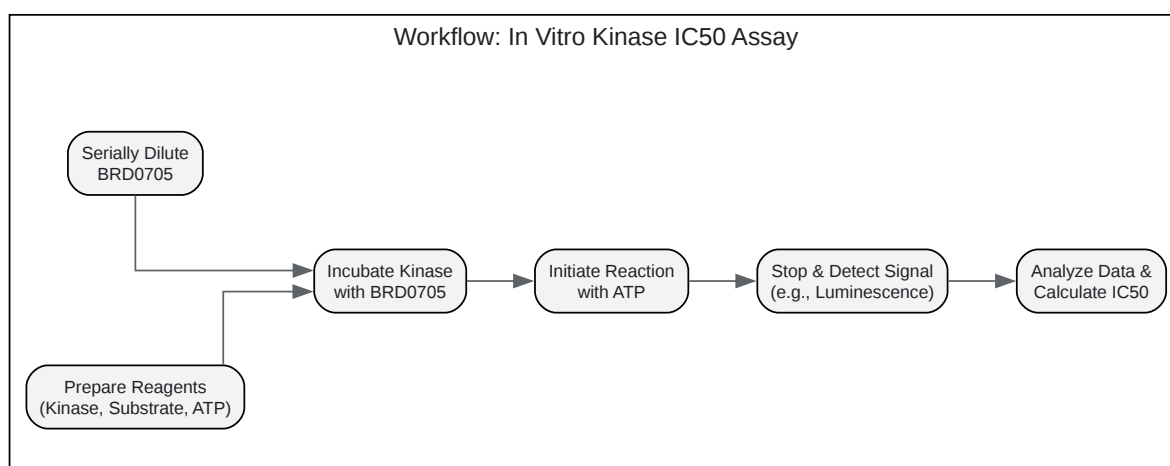 Workflow: In Vitro Kinase IC50 Assay
Serially Dilute
BRD0705
Prepare Reagents
(Kinase, Substrate, ATP)
Incubate Kinase
with BRD0705
Initiate Reaction
with ATP
Stop & Detect Signal
(e.g., Luminescence)
Analyze Data &
Calculate IC50